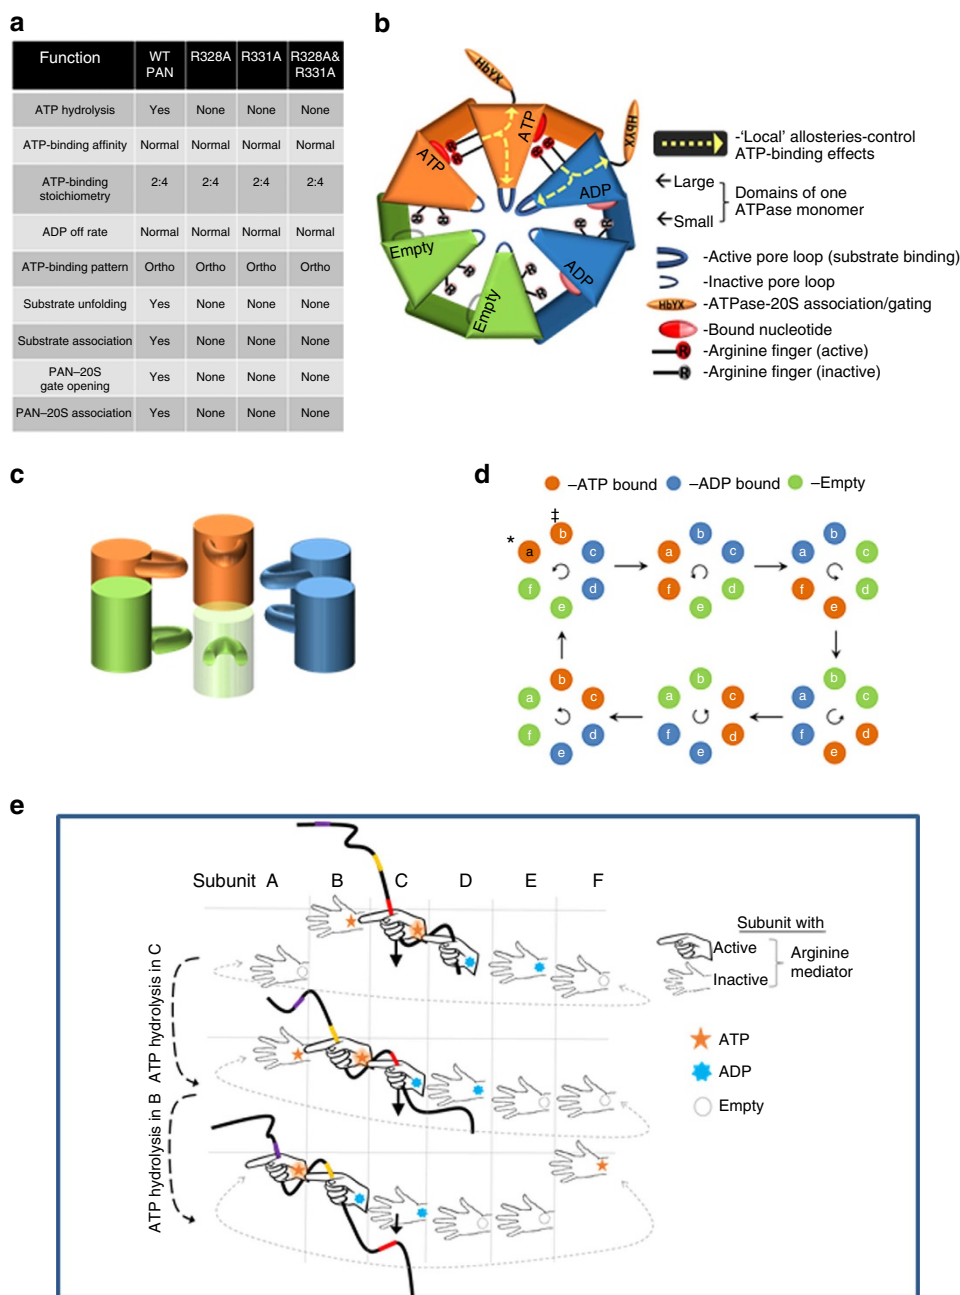 a
Function WT PAN R328A R331A R328A& R331A
ATP hydrolysis Yes None None None
ATP-binding affinity Normal Normal Normal Normal
ATP-binding stoichiometry 2:4 2:4 2:4 2:4
ADP off rate Normal Normal Normal Normal
ATP-binding pattern Ortho Ortho Ortho Ortho
Substrate unfolding Yes None None None
Substrate association Yes None None None
PAN–20S gate opening Yes None None None
PAN–20S association Yes None None None
b
HbYX
HbYX
ATP
ATP
ADP
ADP
Empty
Empty
R R
R R
R R
R R
R R
R R
-'Local' allosteries-control
ATP-binding effects
Large
Small
Domains of one
ATPase monomer
-Active pore loop (substrate binding)
-Inactive pore loop
HbYX -ATPase-20S association/gating
-Bound nucleotide
R -Arginine finger (active)
R -Arginine finger (inactive)
c
d
–ATP bound –ADP bound –Empty
* ‡
a b c d e f
a b c d e f
a b c d e f
a b c d e f
a b c d e f
a b c d e f
e
Subunit A B C D E F
ATP hydrolysis in C
ATP hydrolysis in B
Subunit with
Active
Inactive
Arginine
mediator
ATP
ADP
Empty